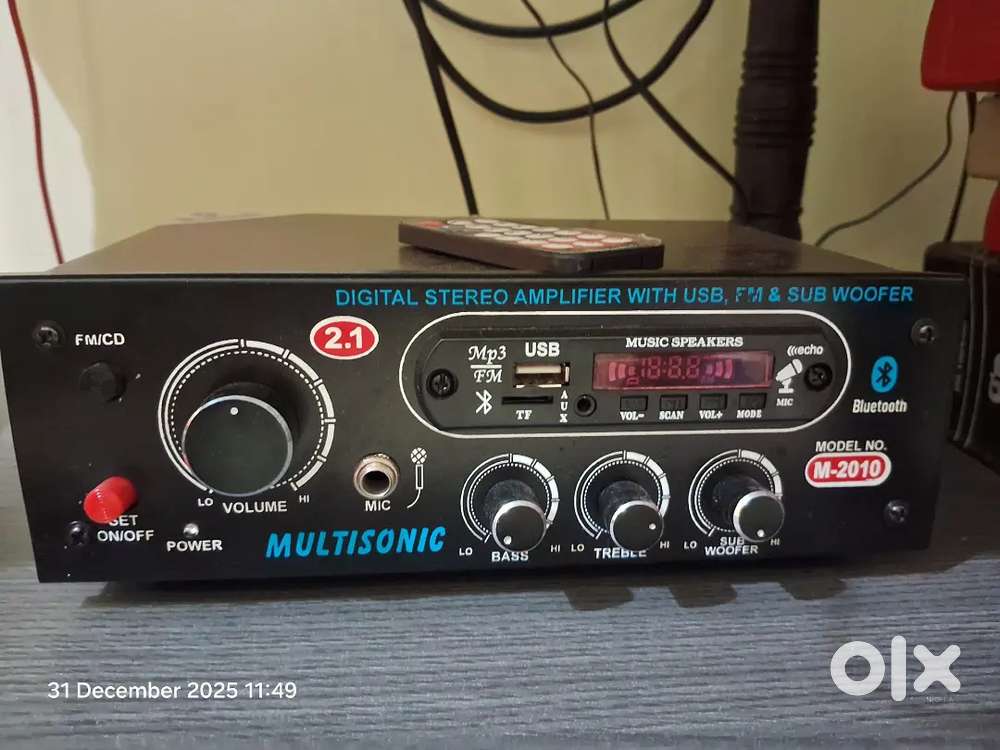 DIGITAL STEREO AMPLIFIER WITH USB, FM & SUB WOOFER
FM/CD
2.1
Mp3
FM
USB
MUSIC SPEAKERS
echo
TF
AUX
VOL-
SCAN
VOL+
MODE
MIC
Bluetooth
MODEL NO.
M-2010
LO
VOLUME
HI
MIC
SET
ON/OFF
POWER
MULTISONIC
LO
BASS
HI
LO
TREBLE
HI
LO
SUB
WOOFER
HI
31 December 2025 11:49
olx